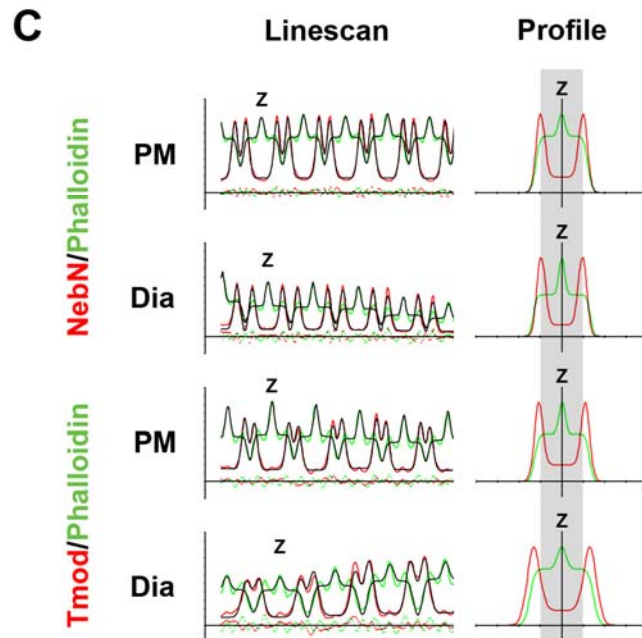 C
Linescan Profile
NebN/Phalloidin
PM
Z
Z
Dia
Z
Z
Tmod/Phalloidin
PM
Z
Z
Dia
Z
Z